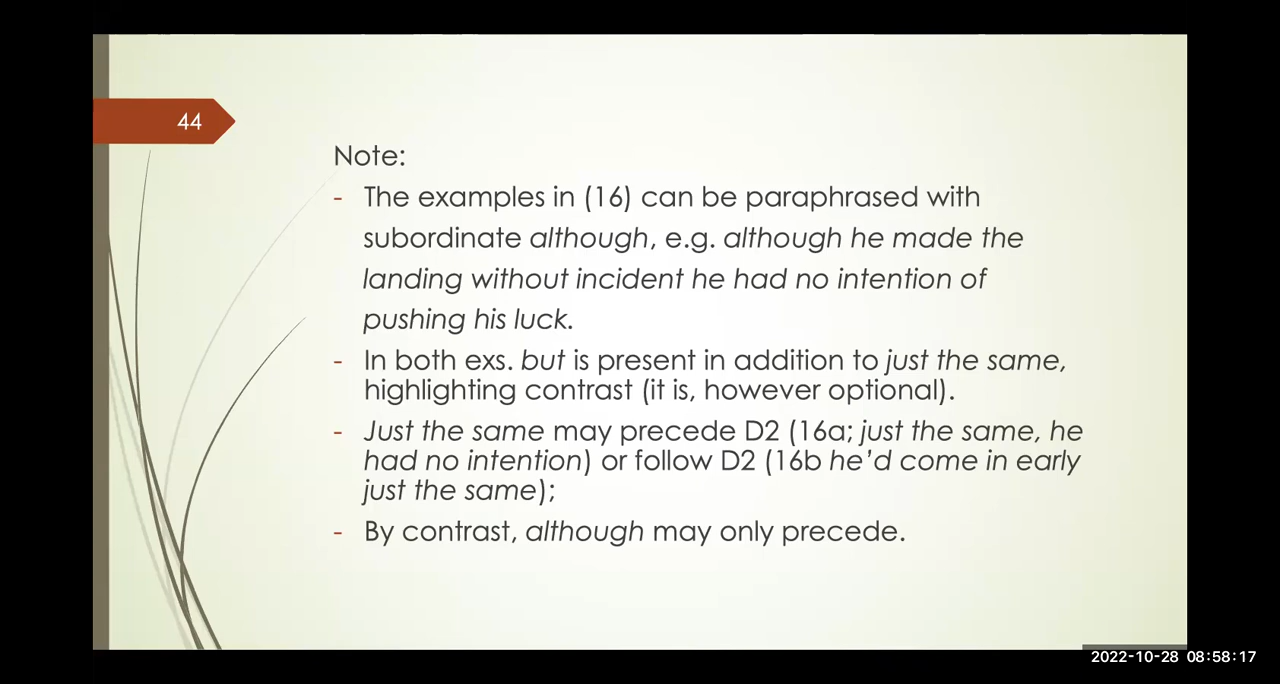 44
Note:
- The examples in (16) can be paraphrased with
subordinate although, e.g. although he made the
landing without incident he had no intention of
pushing his luck.
- In both exs. but is present in addition to just the same,
highlighting contrast (it is, however optional).
- Just the same may precede D2 (16a; just the same, he
had no intention) or follow D2 (16b he’d come in early
just the same);
- By contrast, although may only precede.
2022-10-28 08:58:17